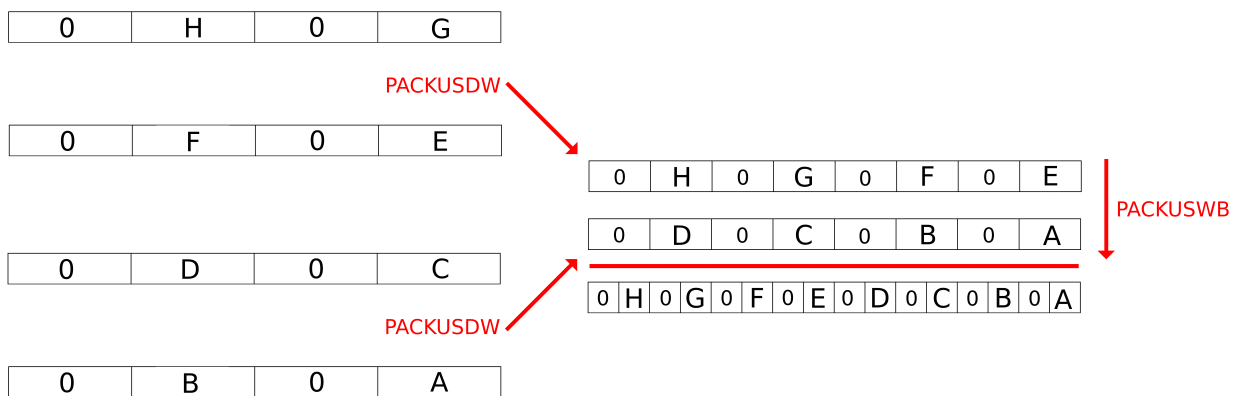 0 H 0 G
PACKUSDW
0 F 0 E
0 H 0 G 0 F 0 E
PACKUSWB
0 D 0 C 0 B 0 A
0 D 0 C
0 H 0 G 0 F 0 E 0 D 0 C 0 B 0 A
PACKUSDW
0 B 0 A